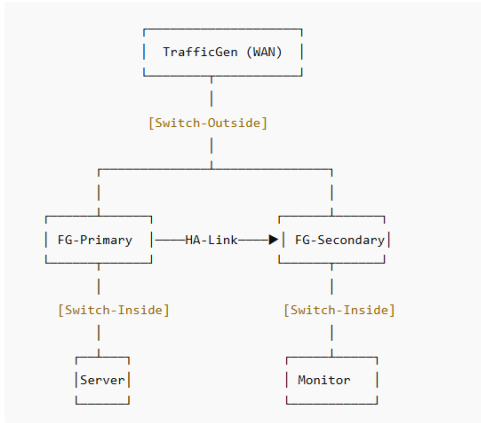 TrafficGen (WAN)
[Switch-Outside]
FG-Primary HA-Link FG-Secondary
[Switch-Inside] [Switch-Inside]
Server Monitor